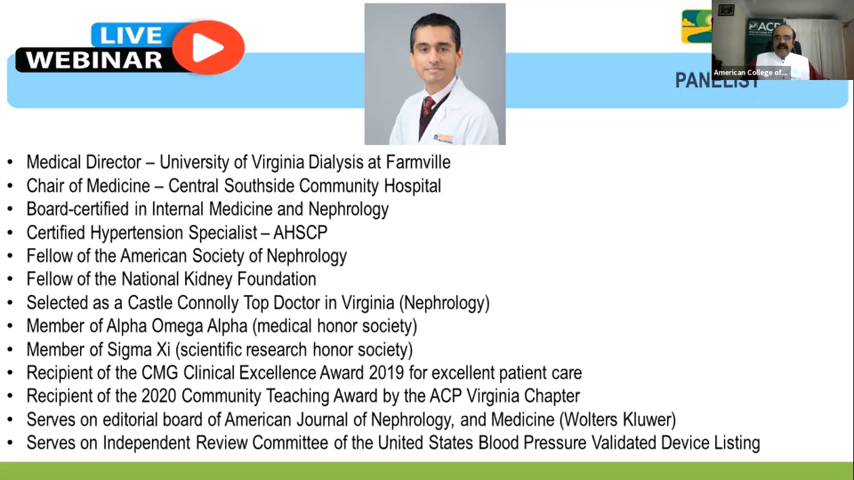 LIVE
WEBINAR
ACP
American College of...
PANELIST
• Medical Director – University of Virginia Dialysis at Farmville
• Chair of Medicine – Central Southside Community Hospital
• Board-certified in Internal Medicine and Nephrology
• Certified Hypertension Specialist – AHSCP
• Fellow of the American Society of Nephrology
• Fellow of the National Kidney Foundation
• Selected as a Castle Connolly Top Doctor in Virginia (Nephrology)
• Member of Alpha Omega Alpha (medical honor society)
• Member of Sigma Xi (scientific research honor society)
• Recipient of the CMG Clinical Excellence Award 2019 for excellent patient care
• Recipient of the 2020 Community Teaching Award by the ACP Virginia Chapter
• Serves on editorial board of American Journal of Nephrology, and Medicine (Wolters Kluwer)
• Serves on Independent Review Committee of the United States Blood Pressure Validated Device Listing